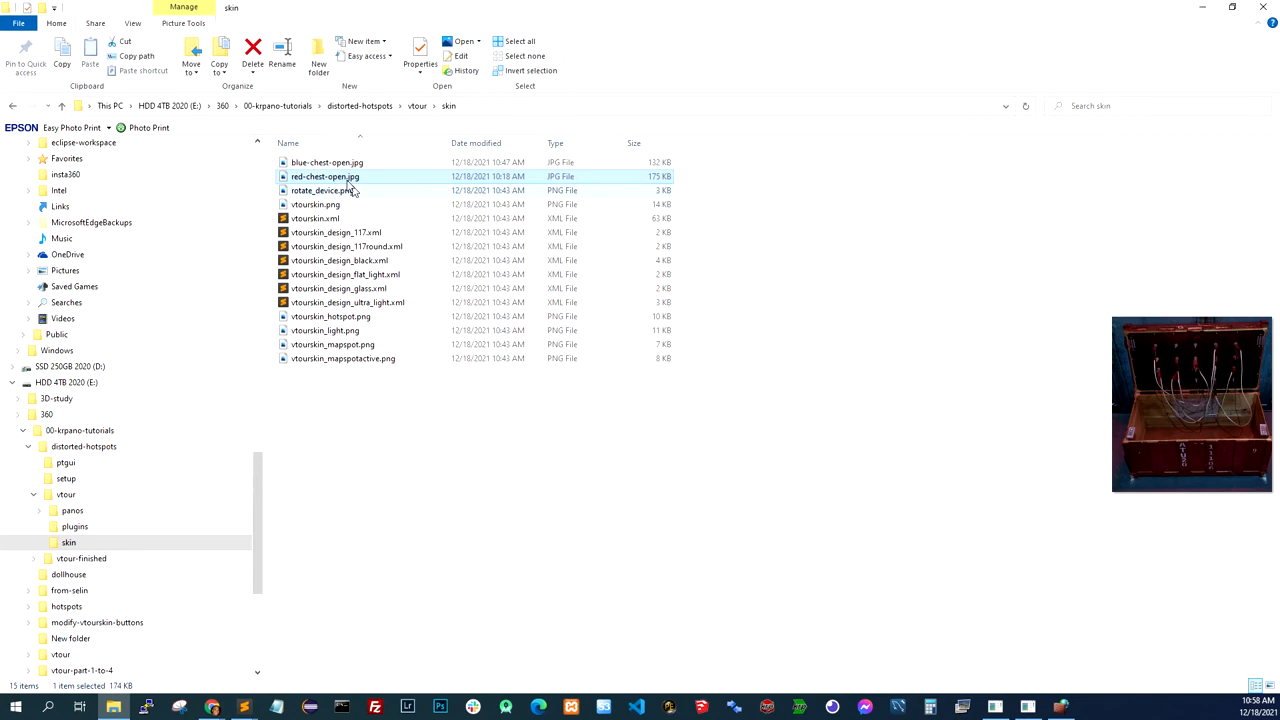 Manage
skin
File
Home
Share
View
Picture Tools
Pin to Quick access
Copy
Paste
Cut
Copy path
Paste shortcut
Clipboard
Move to
Copy to
Delete
Rename
Organize
New folder
New item
Easy access
New
Properties
Open
Edit
History
Open
Select all
Select none
Invert selection
Select
This PC
HDD 4TB 2020 (E:)
360
00-krpano-tutorials
distorted-hotspots
vtour
skin
Search skin
EPSON Easy Photo Print Photo Print
Name Date modified Type Size
blue-chest-open.jpg 12/18/2021 10:47 AM JPG File 132 KB
red-chest-open.jpg 12/18/2021 10:18 AM JPG File 175 KB
rotate_device.png 12/18/2021 10:43 AM PNG File 3 KB
vtourskin.png 12/18/2021 10:43 AM PNG File 14 KB
vtourskin.xml 12/18/2021 10:43 AM XML File 63 KB
vtourskin_design_117.xml 12/18/2021 10:43 AM XML File 2 KB
vtourskin_design_117round.xml 12/18/2021 10:43 AM XML File 2 KB
vtourskin_design_black.xml 12/18/2021 10:43 AM XML File 4 KB
vtourskin_design_flat_light.xml 12/18/2021 10:43 AM XML File 2 KB
vtourskin_design_glass.xml 12/18/2021 10:43 AM XML File 2 KB
vtourskin_design_ultra_light.xml 12/18/2021 10:43 AM XML File 3 KB
vtourskin_hotspot.png 12/18/2021 10:43 AM PNG File 10 KB
vtourskin_light.png 12/18/2021 10:43 AM PNG File 11 KB
vtourskin_mapspot.png 12/18/2021 10:43 AM PNG File 7 KB
vtourskin_mapspotactive.png 12/18/2021 10:43 AM PNG File 8 KB
eclipse-workspace
Favorites
insta360
Intel
Links
MicrosoftEdgeBackups
Music
OneDrive
Pictures
Saved Games
Searches
Videos
Public
Windows
SSD 250GB 2020 (D:)
HDD 4TB 2020 (E:)
3D-study
360
00-krpano-tutorials
distorted-hotspots
ptgui
setup
vtour
panos
plugins
skin
vtour-finished
dollhouse
from-selin
hotspots
modify-vtourskin-buttons
New folder
vtour
vtour-part-1-to-4
15 items 1 item selected 174 KB
10:58 AM
12/18/2021